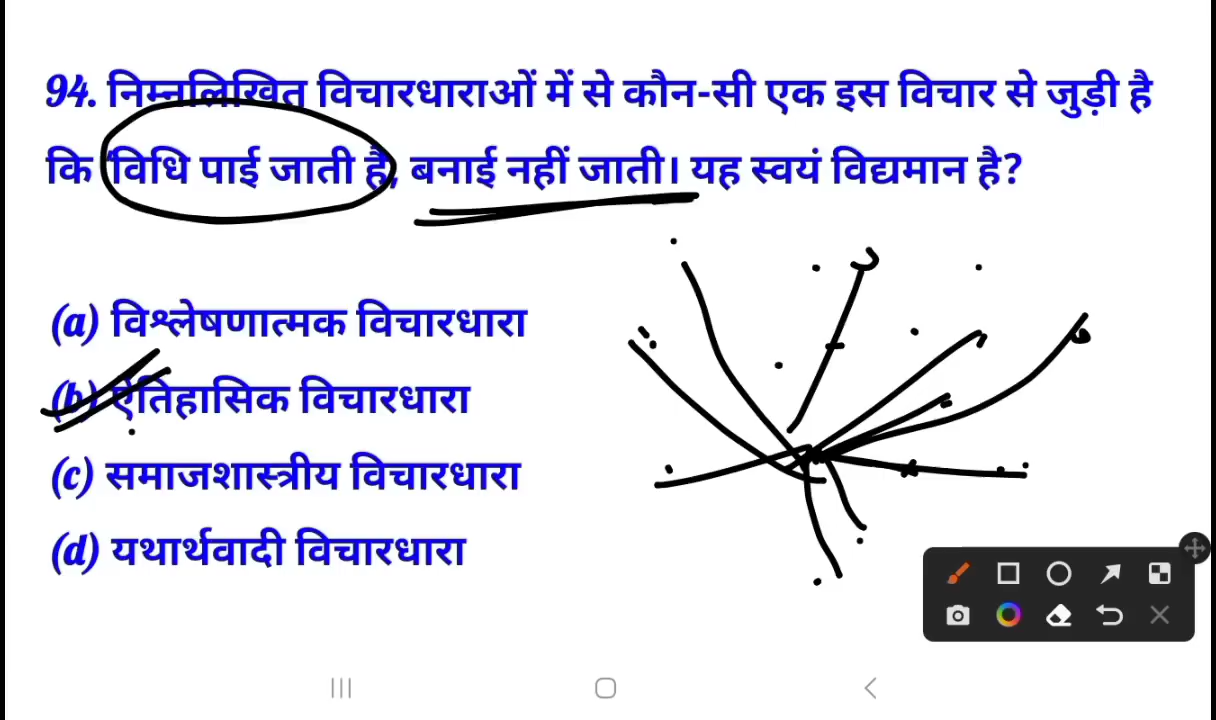 94. निम्नलिखित विचारधाराओं में से कौन-सी एक इस विचार से जुड़ी है
कि 'विधि पाई जाती है, बनाई नहीं जाती। यह स्वयं विद्यमान है?
(a) विश्लेषणात्मक विचारधारा
(b) ऐतिहासिक विचारधारा
(c) समाजशास्त्रीय विचारधारा
(d) यथार्थवादी विचारधारा